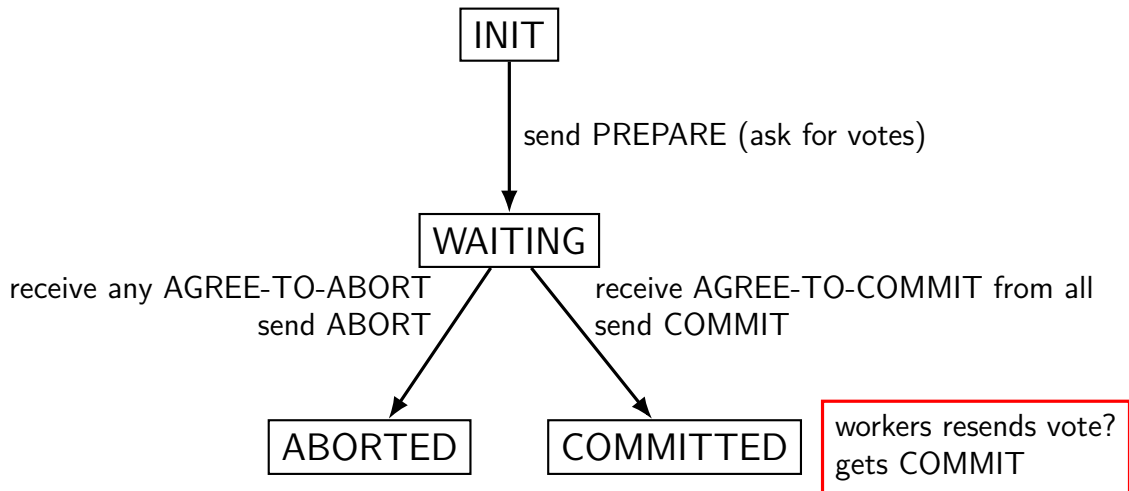 INIT
send PREPARE (ask for votes)
WAITING
receive any AGREE-TO-ABORT
send ABORT
receive AGREE-TO-COMMIT from all
send COMMIT
ABORTED
COMMITTED
workers resends vote?
gets COMMIT